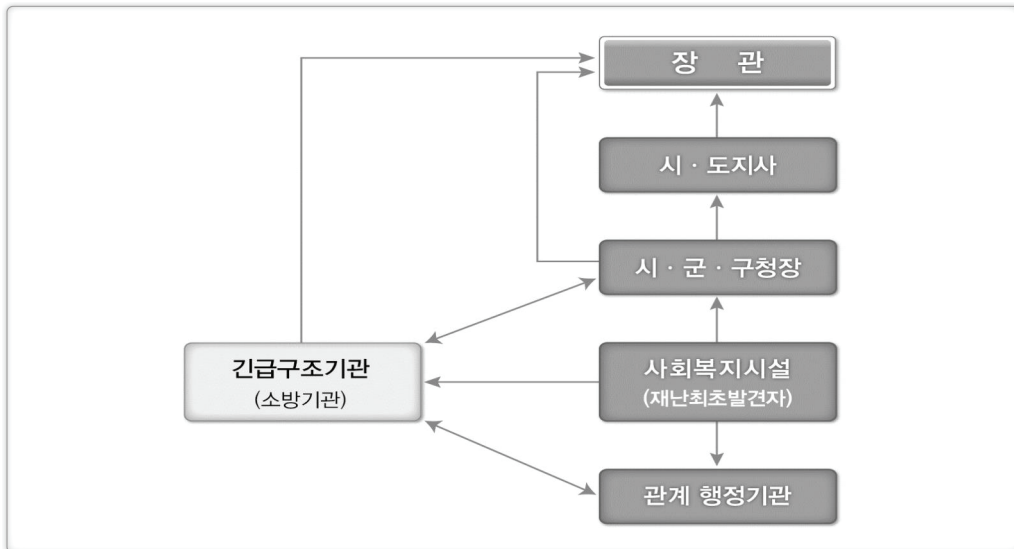 장 관
시 · 도지사
시 · 군 · 구청장
긴급구조기관
(소방기관)
사회복지시설
(재난최초발견자)
관계 행정기관